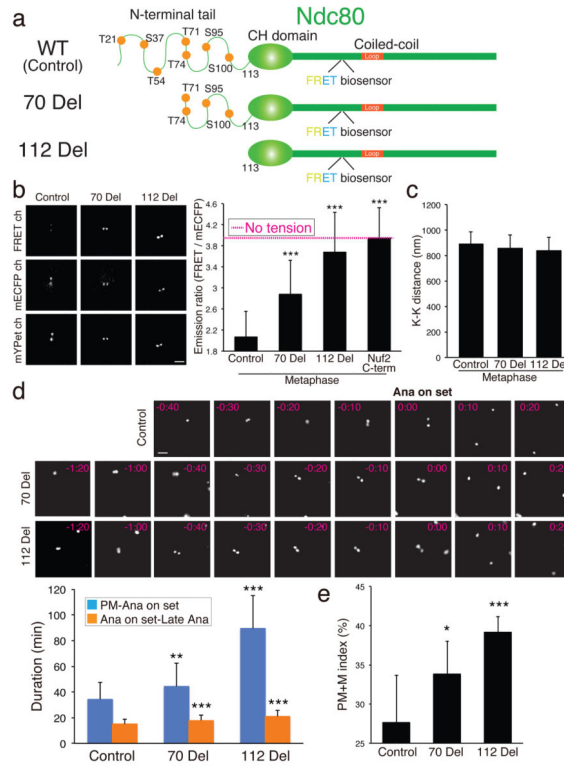 a
Ndc80
N-terminal tail
CH domain
Coiled-coil
WT
(Control)
T21
S37
T54
T71
T74
S95
S100
113
Loop
FRET biosensor
70 Del
T71
T74
S95
S100
113
Loop
FRET biosensor
112 Del
113
Loop
FRET biosensor
b
Control 70 Del 112 Del
FRET ch
mECFP ch
mYPet ch
Emission ratio (FRET / mECFP)
4.8
4.3
3.8
3.3
2.8
2.3
1.8
No tension
***
***
***
Control 70 Del 112 Del Nuf2
C-term
Metaphase
c
K-K distance (nm)
1200
1000
800
600
400
200
0
Control 70 Del 112 Del
Metaphase
d
Ana on set
Control
-0:40 -0:30 -0:20 -0:10 0:00 0:10 0:20
70 Del
-1:20 -1:00 -0:40 -0:30 -0:20 -0:10 0:00 0:10 0:2
112 Del
-1:20 -1:00 -0:40 -0:30 -0:20 -0:10 0:00 0:10 0:2
Duration (min)
120
100
80
60
40
20
0
PM-Ana on set
Ana on set-Late Ana
**
***
***
***
Control 70 Del 112 Del
e
PM+M index (%)
45
40
35
30
25
*
***
Control 70 Del 112 Del